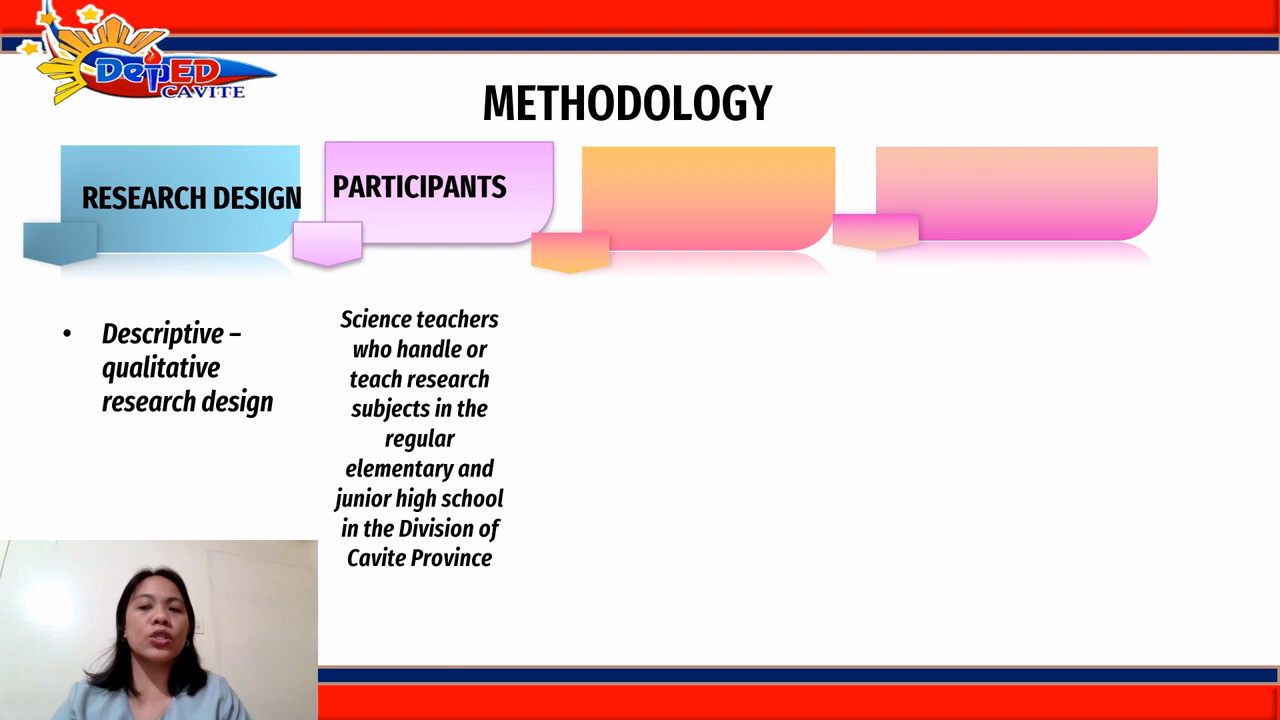 DepED
CAVITE
METHODOLOGY
RESEARCH DESIGN
PARTICIPANTS
• Descriptive –
qualitative
research design
Science teachers
who handle or
teach research
subjects in the
regular
elementary and
junior high school
in the Division of
Cavite Province